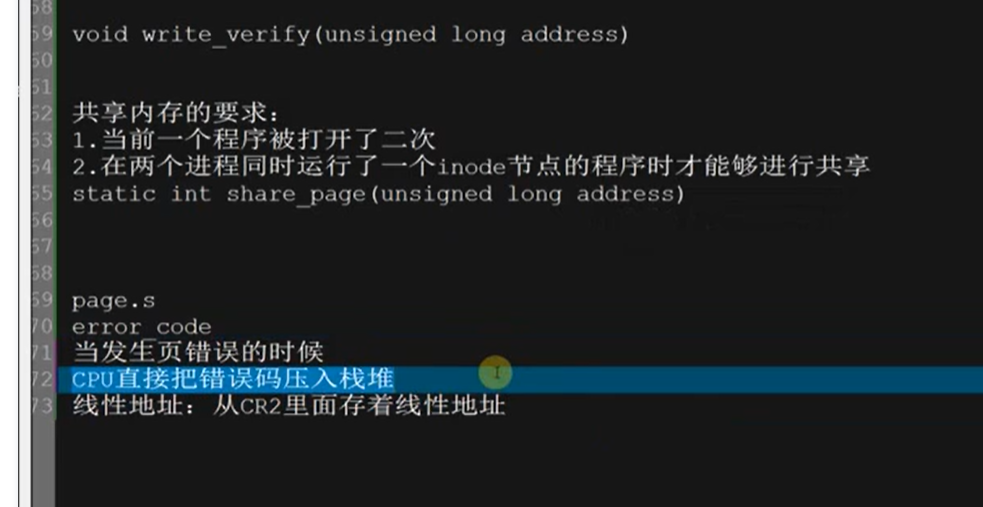 58
59 void write_verify(unsigned long address)
60
61
62 共享内存的要求:
63 1.当前一个程序被打开了二次
64 2.在两个进程同时运行了一个inode节点的程序时才能够进行共享
65 static int share_page(unsigned long address)
66
67
68
69 page.s
70 error_code
71 当发生页错误的时候
72 CPU直接把错误码压入栈堆
73 线性地址：从CR2里面存着线性地址